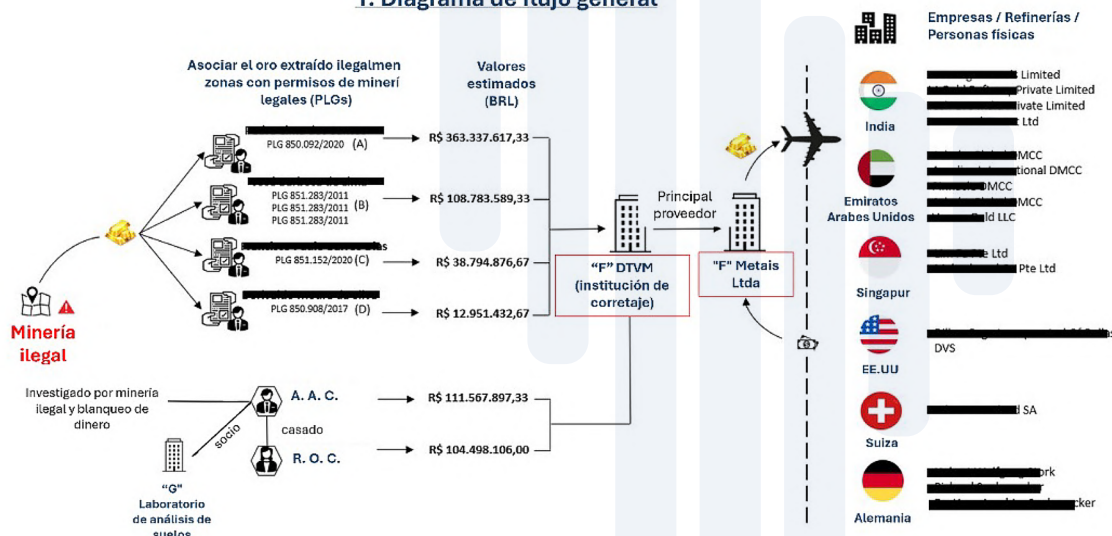 1. Diagrama de flujo general
Asociar el oro extraído ilegalmen
zonas con permisos de minerí
legales (PLGs)
Valores
estimados
(BRL)
PLG 850.092/2020 (A)
R$ 363.337.617,33
PLG 851.283/2011
PLG 851.283/2011 (B)
PLG 851.283/2011
R$ 108.783.589,33
PLG 851.152/2020 (C)
R$ 38.794.876,67
PLG 850.908/2017 (D)
R$ 12.951.432,67
Minería
ilegal
Investigado por minería
ilegal y blanqueo de
dinero
A. A. C.
R$ 111.567.897,33
socio
casado
R. O. C.
R$ 104.498.106,00
“G”
Laboratorio
de análisis de
suelos
“F” DTVM
(institución de
corretaje)
Principal
proveedor
"F" Metais
Ltda
Empresas / Refinerías /
Personas físicas
India
Limited
Private Limited
Limited
Ltd
Emiratos
Arabes Unidos
DMCC
DMCC
DMCC
DMCC
LLC
Singapur
Ltd
Pte Ltd
EE.UU
DVS
Suiza
SA
Alemania